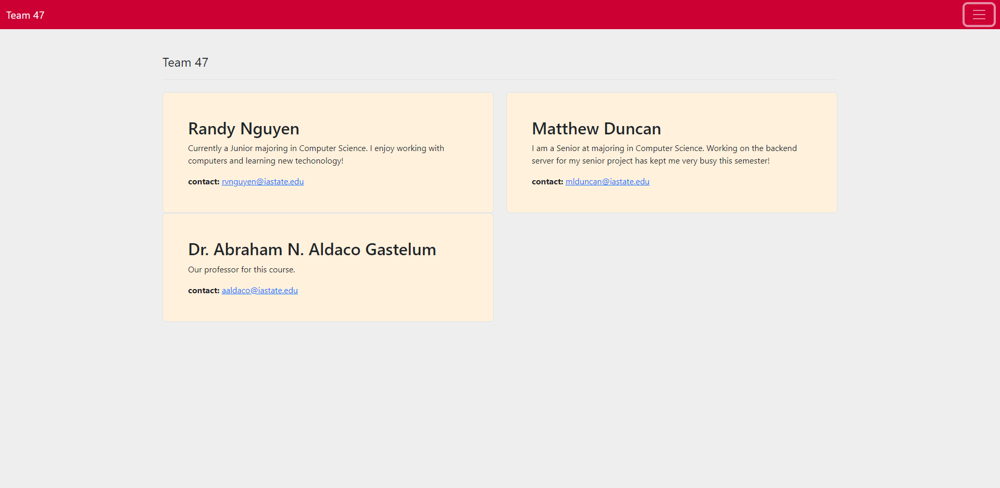 Team 47
Team 47
Randy Nguyen
Currently a Junior majoring in Computer Science. I enjoy working with
computers and learning new techonology!
contact: rvnguyen@iastate.edu
Matthew Duncan
I am a Senior at majoring in Computer Science. Working on the backend
server for my senior project has kept me very busy this semester!
contact: mlduncan@iastate.edu
Dr. Abraham N. Aldaco Gastelum
Our professor for this course.
contact: aaldaco@iastate.edu